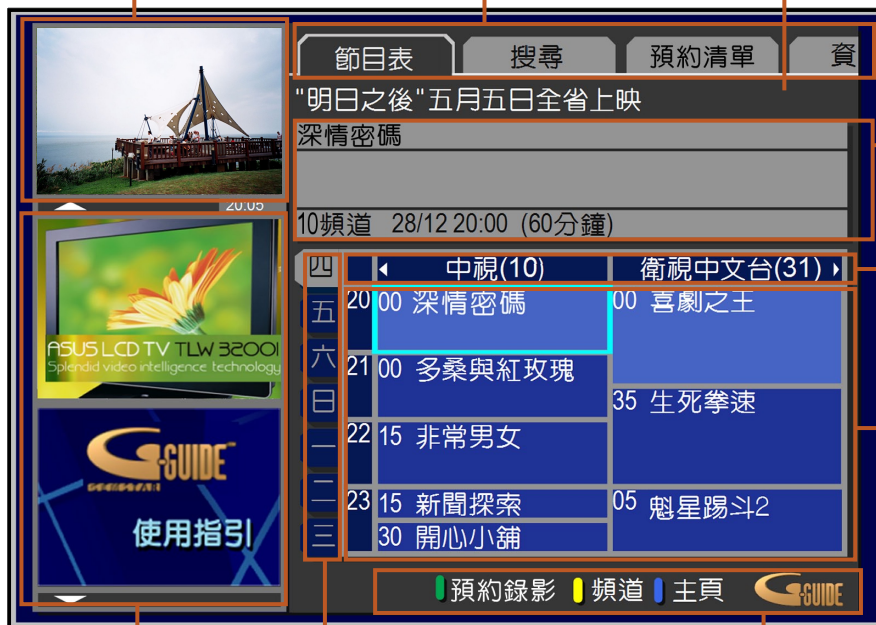 節目表
搜尋
預約清單
資
"明日之後"五月五日全省上映
深情密碼
10頻道 28/12 20:00 (60分鐘)
20:05
ASUS LCD TV TLW 32001
Splendid video intelligence technology
G-GUIDE
使用指引
四
五
六
日
一
二
三
中視(10)
衛視中文台(31)
20 00 深情密碼
00 喜劇之王
21 00 多桑與紅玫瑰
35 生死拳速
22 15 非常男女
23 15 新聞探索
05 魁星踢斗2
30 開心小舖
預約錄影 頻道 主頁 G-GUIDE